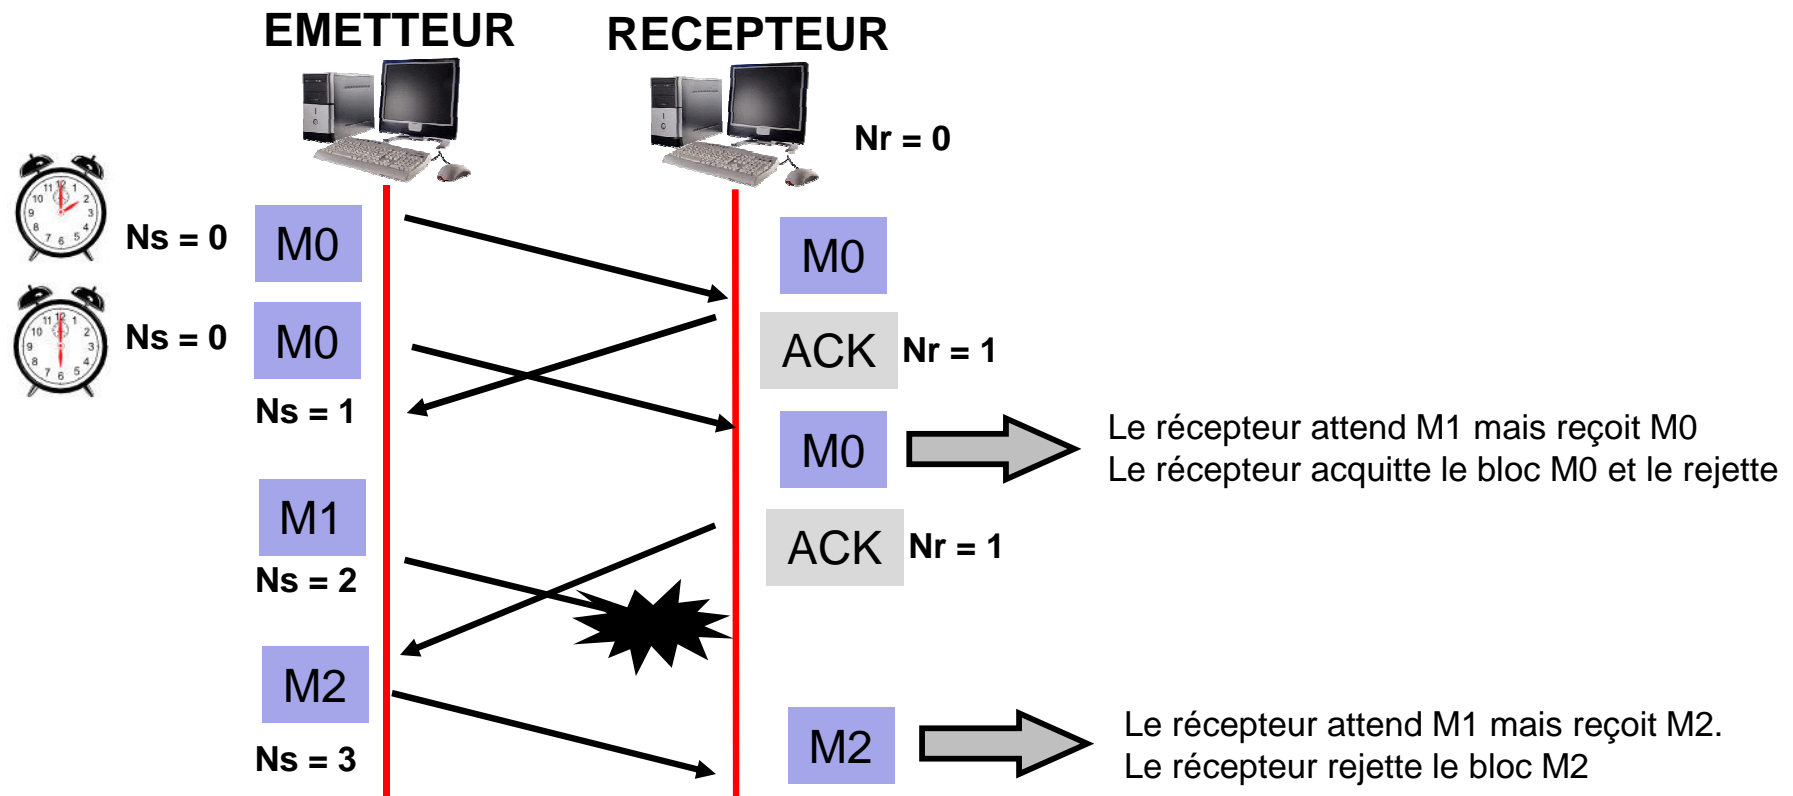 EMETTEUR
RECEPTEUR
Nr = 0
Ns = 0
M0
M0
Ns = 0
M0
ACK
Nr = 1
Ns = 1
M0
Le récepteur attend M1 mais reçoit M0
Le récepteur acquitte le bloc M0 et le rejette
M1
ACK
Nr = 1
Ns = 2
M2
M2
Le récepteur attend M1 mais reçoit M2.
Le récepteur rejette le bloc M2
Ns = 3